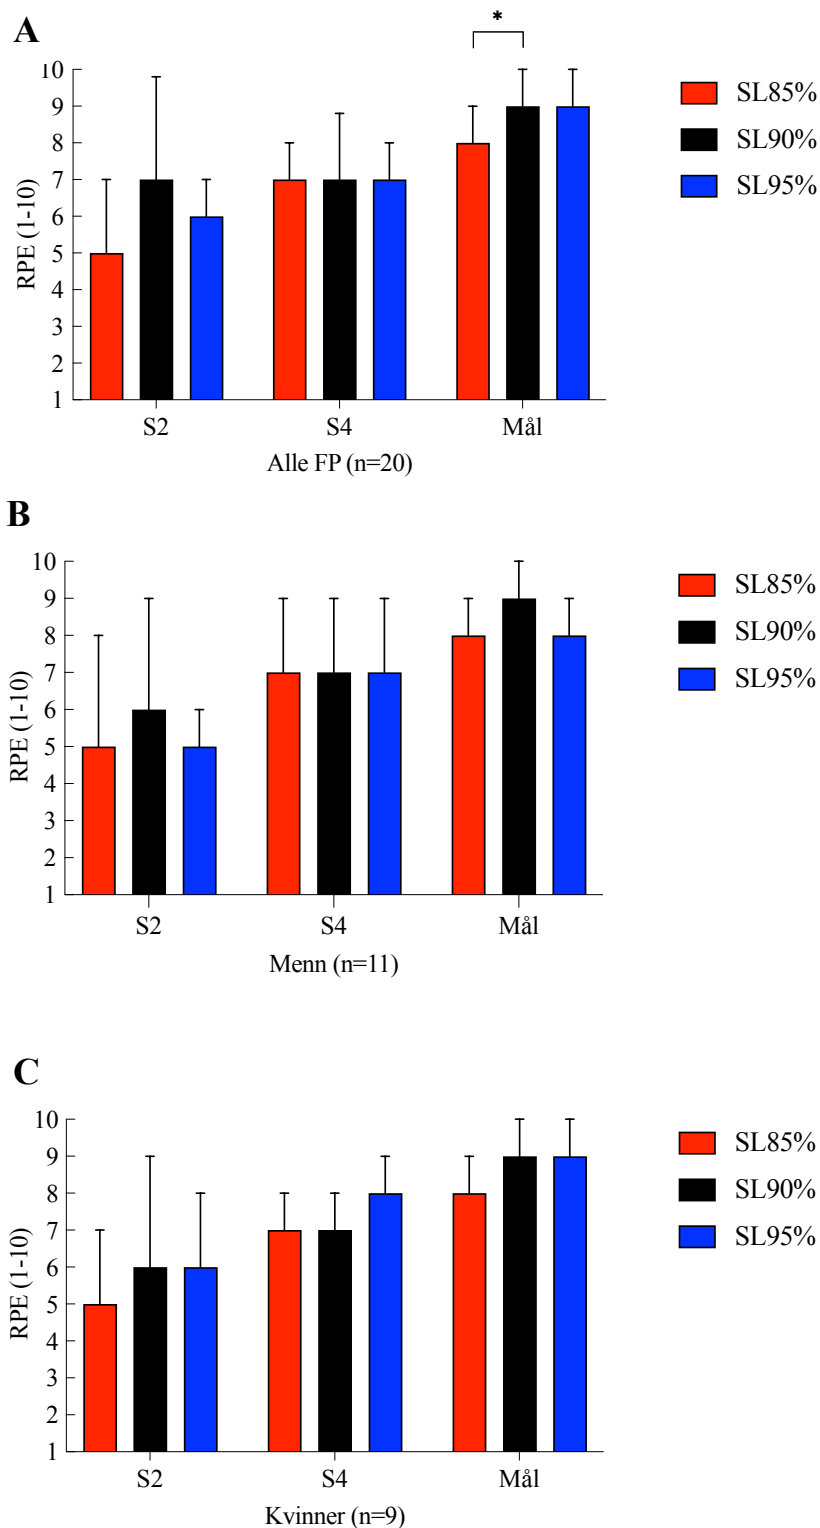 A
*
10
9
8
7
6
5
4
3
2
1
RPE (1-10)
S2 S4 Mål
Alle FP (n=20)
SL85%
SL90%
SL95%
B
10
9
8
7
6
5
4
3
2
1
RPE (1-10)
S2 S4 Mål
Menn (n=11)
SL85%
SL90%
SL95%
C
10
9
8
7
6
5
4
3
2
1
RPE (1-10)
S2 S4 Mål
Kvinner (n=9)
SL85%
SL90%
SL95%